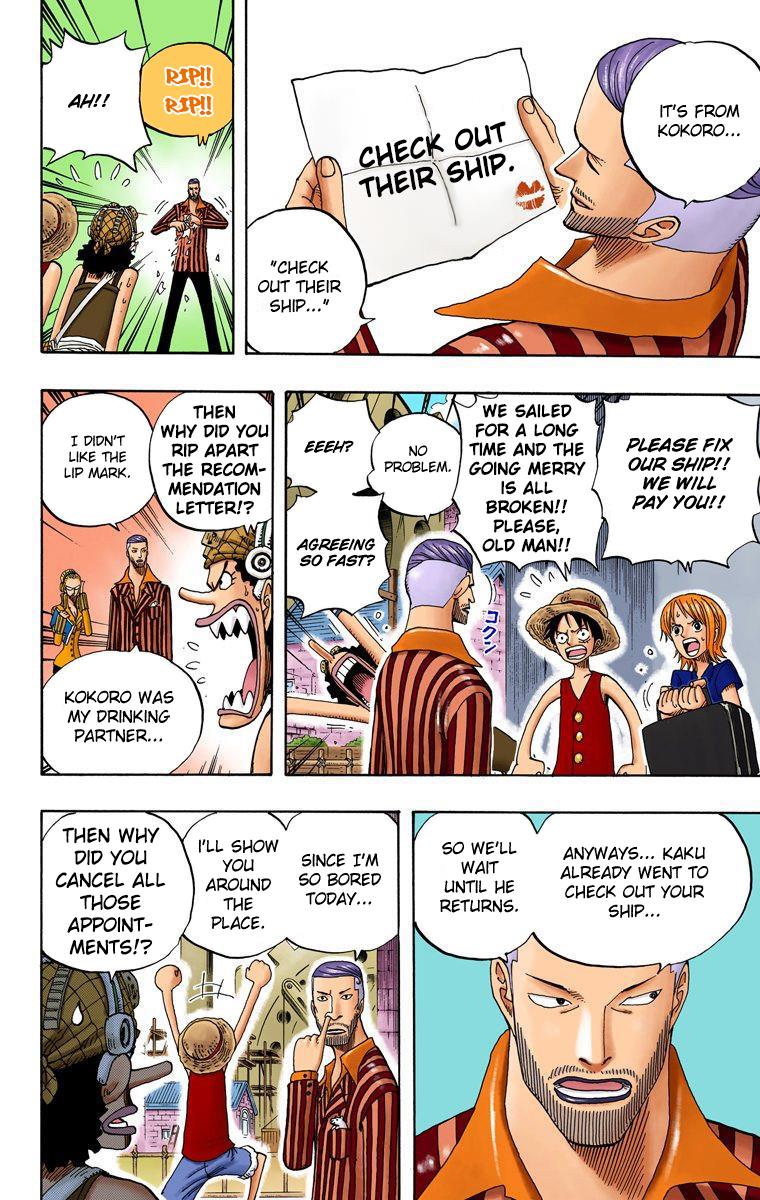 IT'S FROM
KOKORO...
CHECK OUT
THEIR SHIP.
"CHECK
OUT THEIR
SHIP..."
RIP!!
RIP!!
AH!!
PLEASE FIX
OUR SHIP!!
WE WILL
PAY YOU!!
WE SAILED
FOR A LONG
TIME AND THE
GOING MERRY
IS ALL
BROKEN!!
PLEASE,
OLD MAN!!
コクン
NO
PROBLEM.
EEEH?
AGREEING
SO FAST?
THEN
WHY DID YOU
RIP APART
THE RECOM-
MENDATION
LETTER!?
I DIDN'T
LIKE THE
LIP MARK.
KOKORO WAS
MY DRINKING
PARTNER...
ANYWAYS... KAKU
ALREADY WENT TO
CHECK OUT YOUR
SHIP...
SO WE'LL
WAIT
UNTIL HE
RETURNS.
SINCE I'M
SO BORED
TODAY...
I'LL SHOW
YOU
AROUND
THE
PLACE.
THEN WHY
DID YOU
CANCEL ALL
THOSE
APPOINT-
MENTS!?